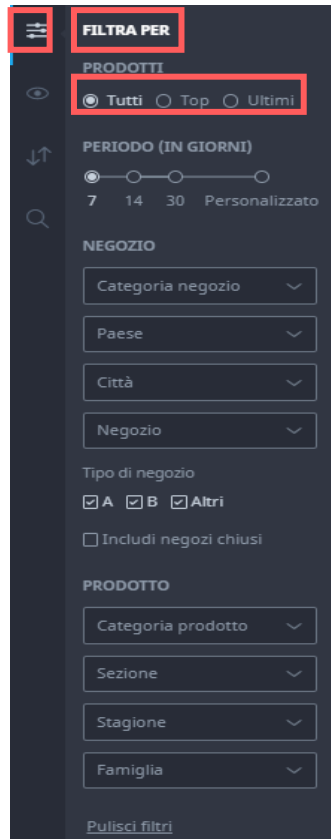 FILTRA PER
PRODOTTI
Tutti Top Ultimi
PERIODO (IN GIORNI)
7 14 30 Personalizzato
NEGOZIO
Categoria negozio
Paese
Città
Negozio
Tipo di negozio
A B Altri
Includi negozi chiusi
PRODOTTO
Categoria prodotto
Sezione
Stagione
Famiglia
Pulisci filtri